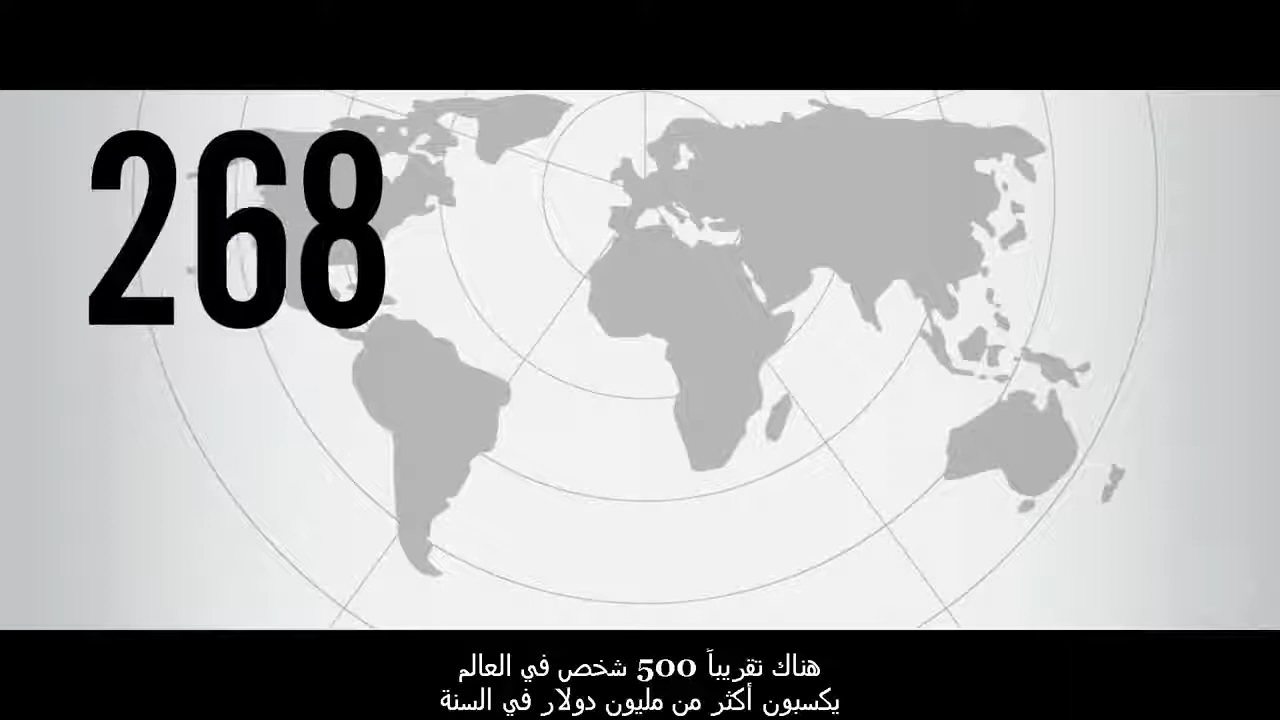 268
هناك تقريباً 500 شخص في العالم
يكسبون أكثر من مليون دولار في السنة